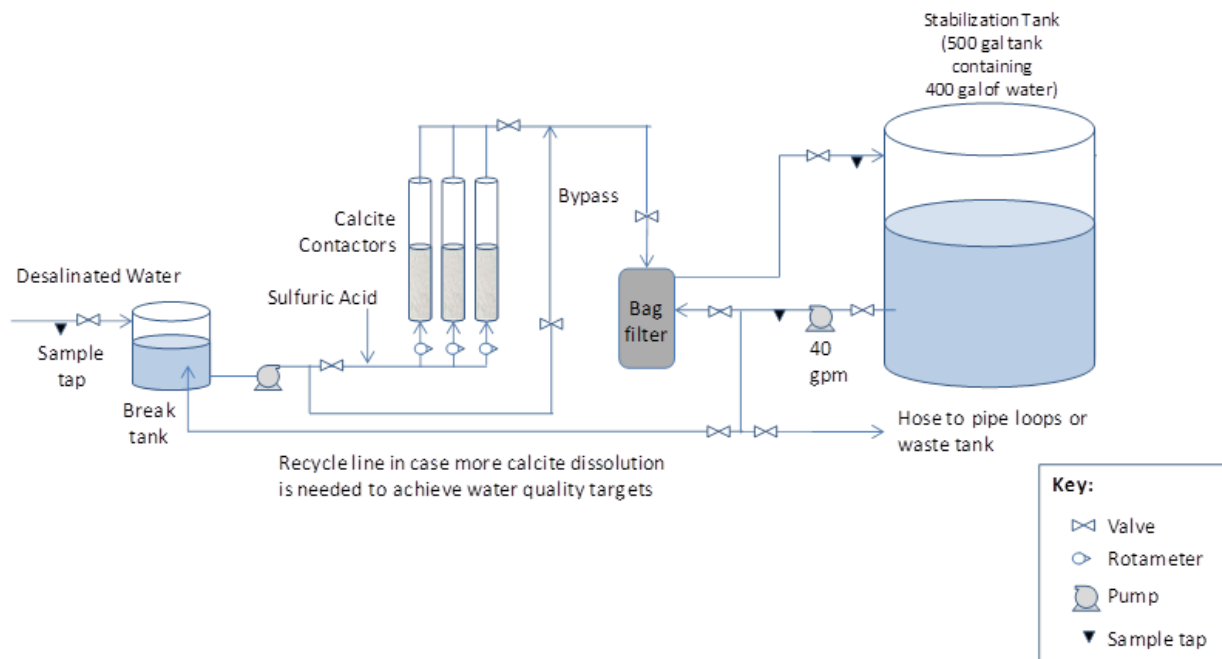 Stabilization Tank
(500 gal tank
containing
400 gal of water)
Bypass
Calcite
Contactors
Desalinated Water
Sulfuric Acid
Bag
filter
Sample
tap
40
gpm
Break
tank
Hose to pipe loops or
waste tank
Recycle line in case more calcite dissolution
is needed to achieve water quality targets
Key:
Valve
Rotameter
Pump
Sample tap